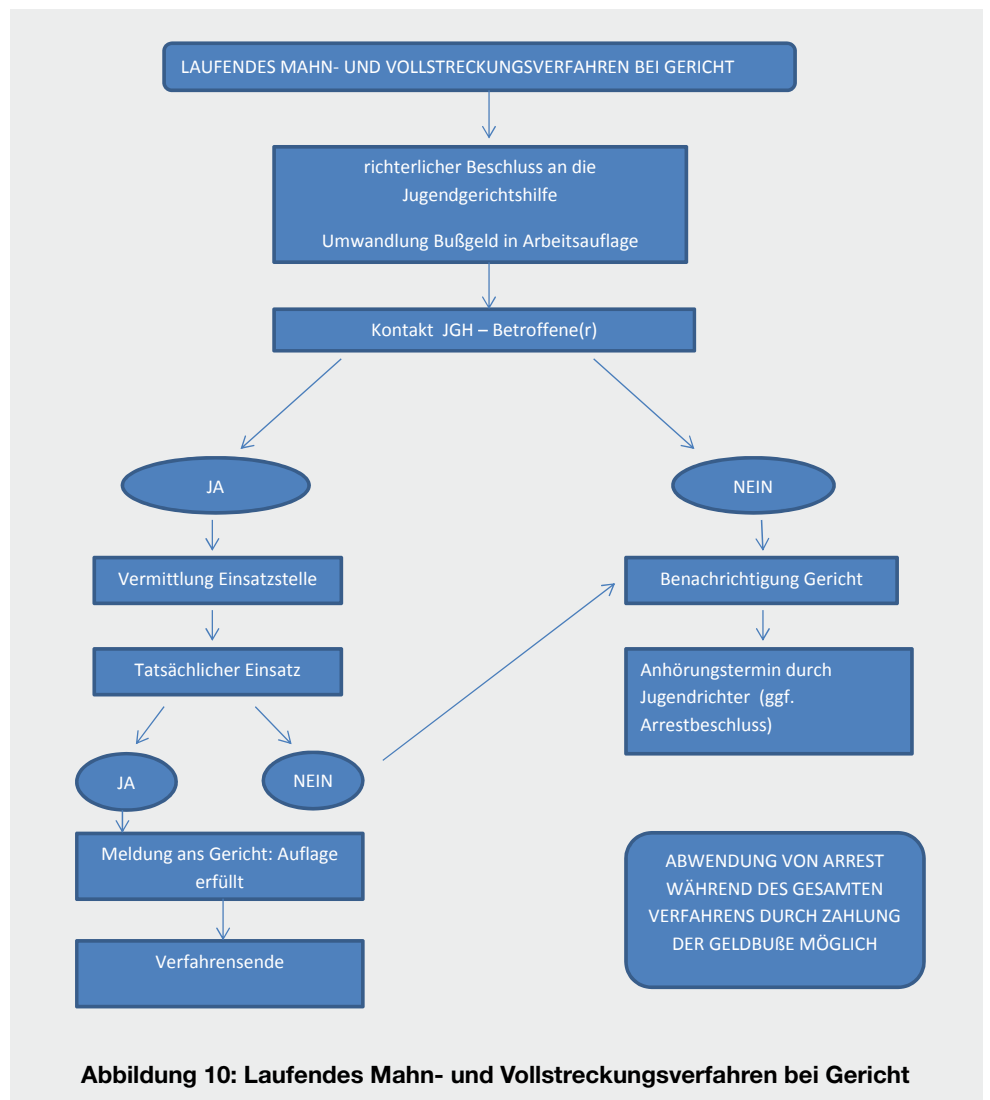 LAUFENDES MAHN- UND VOLLSTRECKUNGSVERFAHREN BEI GERICHT
richterlicher Beschluss an die
Jugendgerichtshilfe
Umwandlung Bußgeld in Arbeitsauflage
Kontakt JGH – Betroffene(r)
JA
NEIN
Vermittlung Einsatzstelle
Benachrichtigung Gericht
Tatsächlicher Einsatz
Anhörungstermin durch
Jugendrichter (ggf.
Arrestbeschluss)
JA
NEIN
Meldung ans Gericht: Auflage
erfüllt
Verfahrensende
ABWENDUNG VON ARREST
WÄHREND DES GESAMTEN
VERFAHRENS DURCH ZAHLUNG
DER GELDBUßE MÖGLICH
Abbildung 10: Laufendes Mahn- und Vollstreckungsverfahren bei Gericht